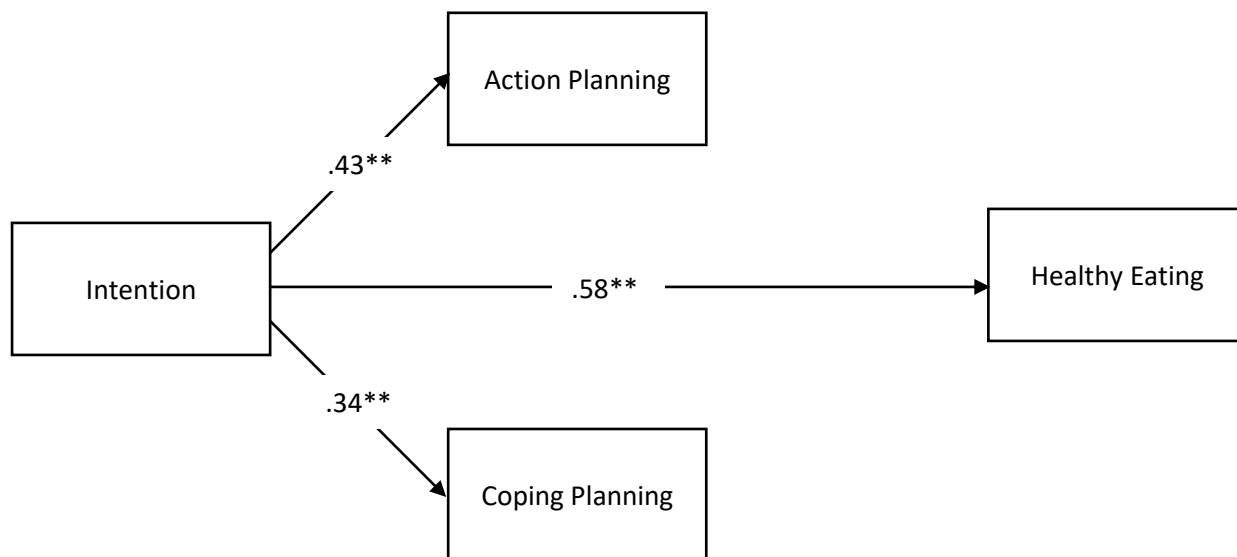 Action Planning
.43**
Intention
.58**
Healthy Eating
.34**
Coping Planning